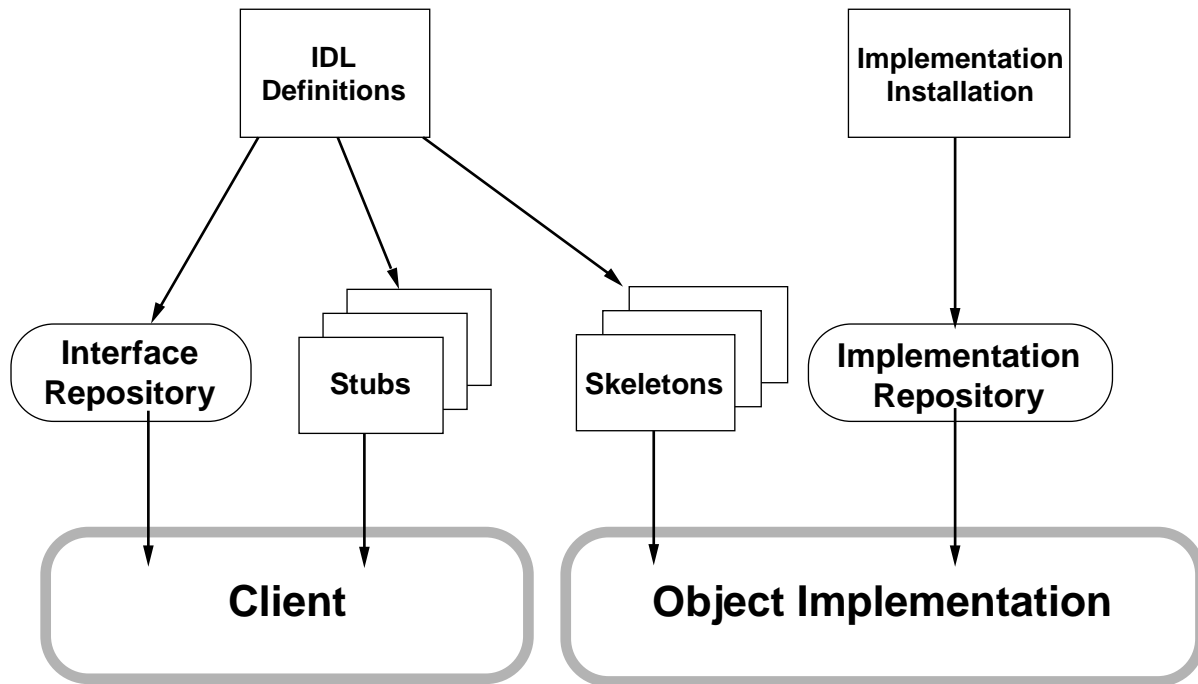 IDL
Definitions
Implementation
Installation
Interface
Repository
Stubs
Skeletons
Implementation
Repository
Client
Object Implementation